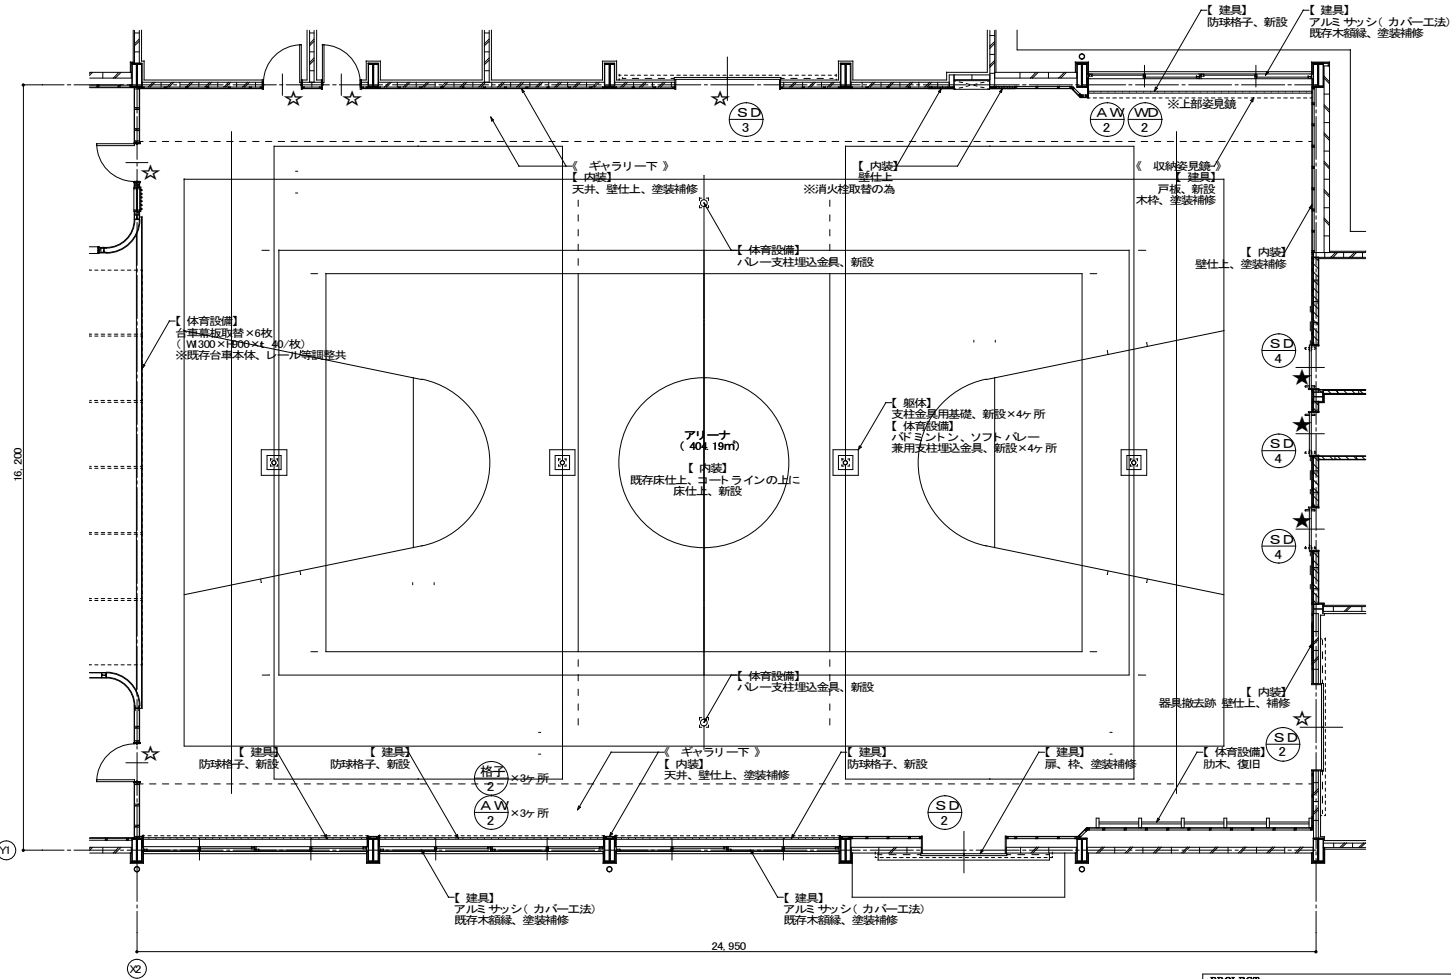 【 建具】
防球格子、新設
【 建具】
アルミサッシ( カバー工法)
既存木額縁、塗装補修
※上部姿見鏡
AW
2
WD
2
SD
3
《 ギャラリー下 》
【 内装】
天井、壁仕上、塗装補修
【 内装】
壁仕上
※消火栓取替の為
《 収納姿見鏡 》
【 建具】
戸板、新設
木枠、塗装補修
【 体育設備】
バレー支柱埋込金具、新設
【 内装】
壁仕上、塗装補修
【 体育設備】
台車幕板取替×6枚
※既存台車本体、レール等調整共
SD
4
【 躯体】
支柱金具用基礎、新設×4ヶ所
【 体育設備】
バドミントン、ソフトバレー
兼用支柱埋込金具、新設×4ヶ所
アリーナ
( 404.19㎡)
【 内装】
既存床仕上、コートラインの上に
床仕上、新設
SD
4
16,200
SD
4
【 体育設備】
バレー支柱埋込金具、新設
【 内装】
器具撤去跡 壁仕上、補修
SD
2
【 建具】
防球格子、新設
【 建具】
防球格子、新設
格子
2
×3ヶ所
AW
2
×3ヶ所
《 ギャラリー下 》
【 内装】
天井、壁仕上、塗装補修
【 建具】
防球格子、新設
SD
2
【 建具】
扉、枠、塗装補修
【 体育設備】
肋木、復旧
Y1
【 建具】
アルミサッシ( カバー工法)
既存木額縁、塗装補修
【 建具】
アルミサッシ( カバー工法)
既存木額縁、塗装補修
24,950
X2
PROJECT